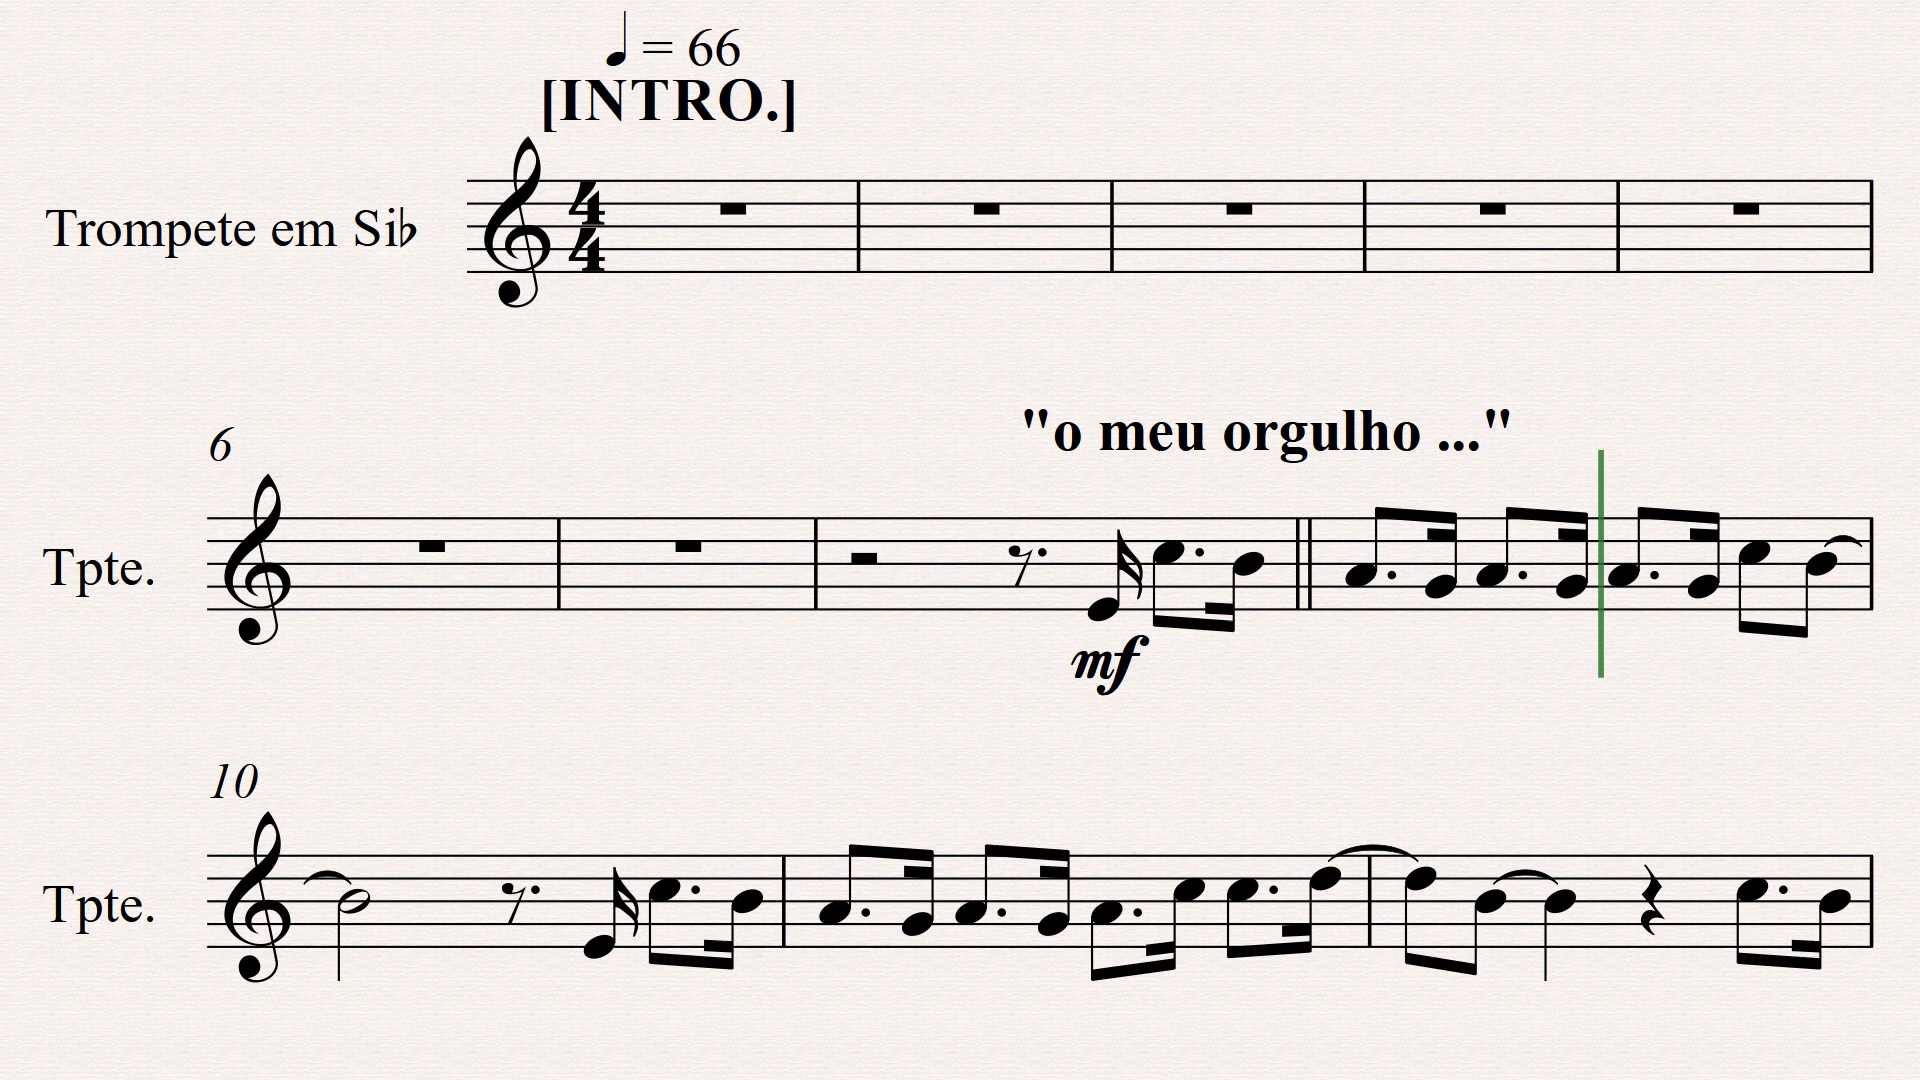 ♩ = 66
[INTRO.]
Trompete em Si♭
6
"o meu orgulho ..."
Tpte.
mf
10
Tpte.